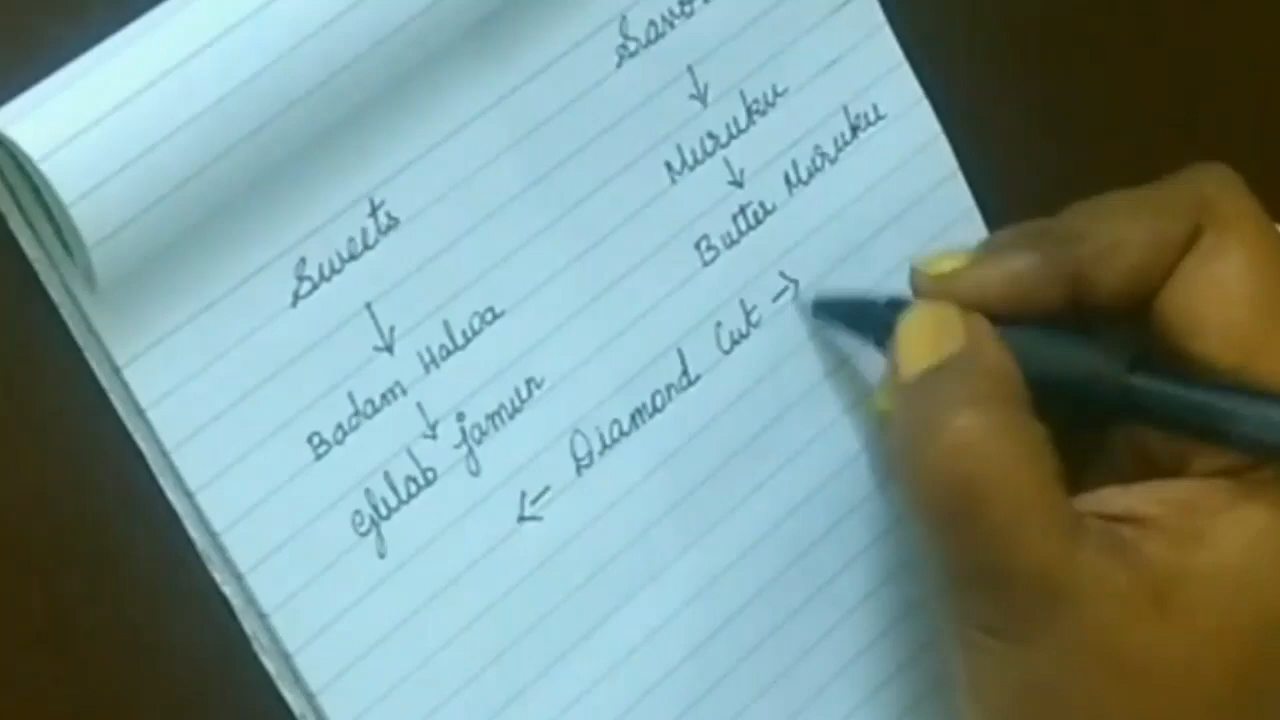 Sweets
↓
Badam Halwa
↓
Gulab jamun
↓
Muruku
↓
Butter Muruku
← Diamond Cut →